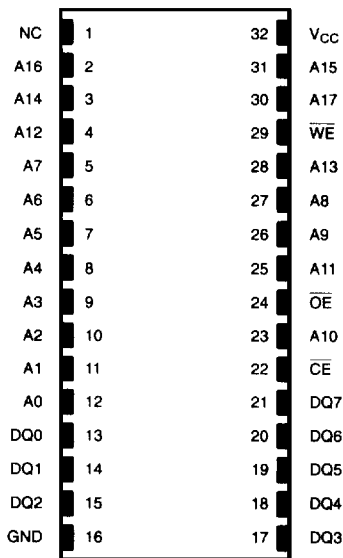 NC 1 32 VCC
A16 2 31 A15
A14 3 30 A17
A12 4 29 WE
A7 5 28 A13
A6 6 27 A8
A5 7 26 A9
A4 8 25 A11
A3 9 24 OE
A2 10 23 A10
A1 11 22 CE
A0 12 21 DQ7
DQ0 13 20 DQ6
DQ1 14 19 DQ5
DQ2 15 18 DQ4
GND 16 17 DQ3